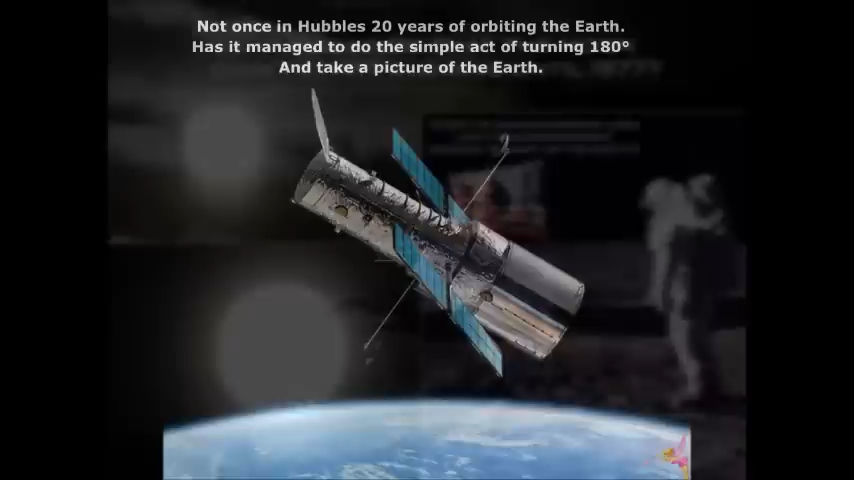 Not once in Hubbles 20 years of orbiting the Earth.
Has it managed to do the simple act of turning 180°
And take a picture of the Earth.